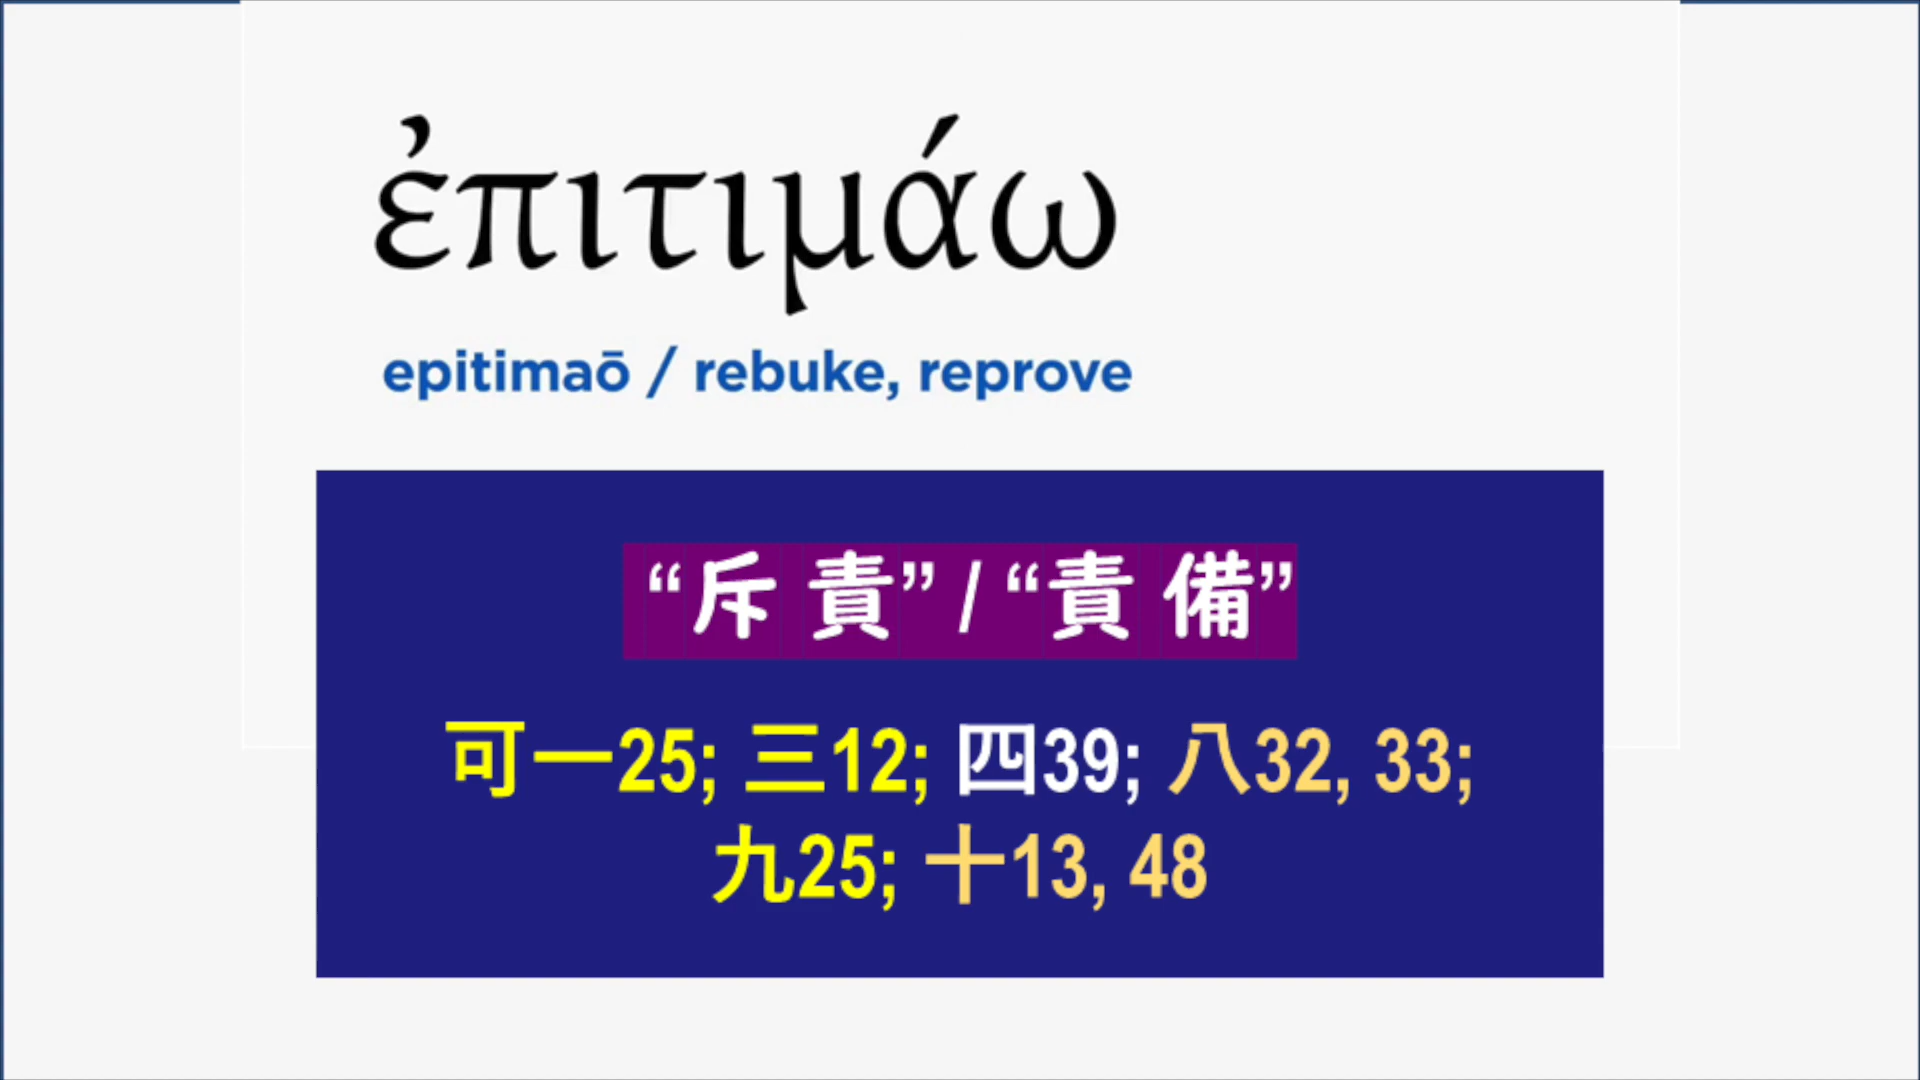 ἐπιτιμάω
epitimaō / rebuke, reprove
“斥 責” / “責 備”
可一25; 三12; 四39; 八32, 33;
九25; 十13, 48